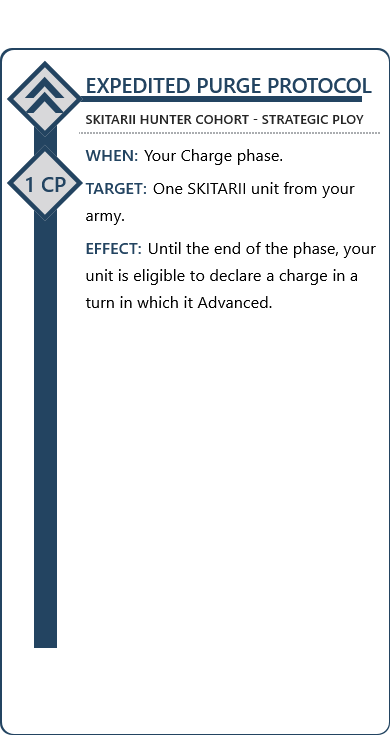 EXPEDITED PURGE PROTOCOL
SKITARII HUNTER COHORT - STRATEGIC PLOY
1 CP
WHEN: Your Charge phase.
TARGET: One SKITARII unit from your
army.
EFFECT: Until the end of the phase, your
unit is eligible to declare a charge in a
turn in which it Advanced.